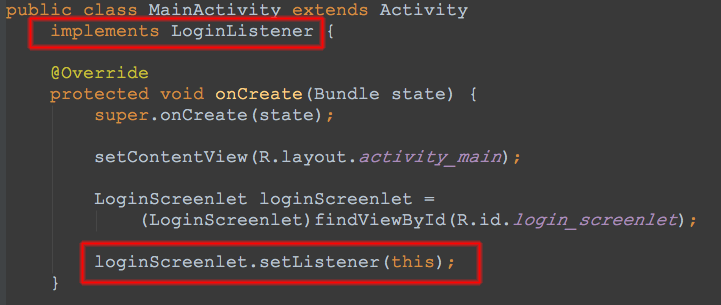 public class MainActivity extends Activity
implements LoginListener {
@Override
protected void onCreate(Bundle state) {
super.onCreate(state);
setContentView(R.layout.activity_main);
LoginScreenlet loginScreenlet =
(LoginScreenlet)findViewById(R.id.login_screenlet);
loginScreenlet.setListener(this);
}